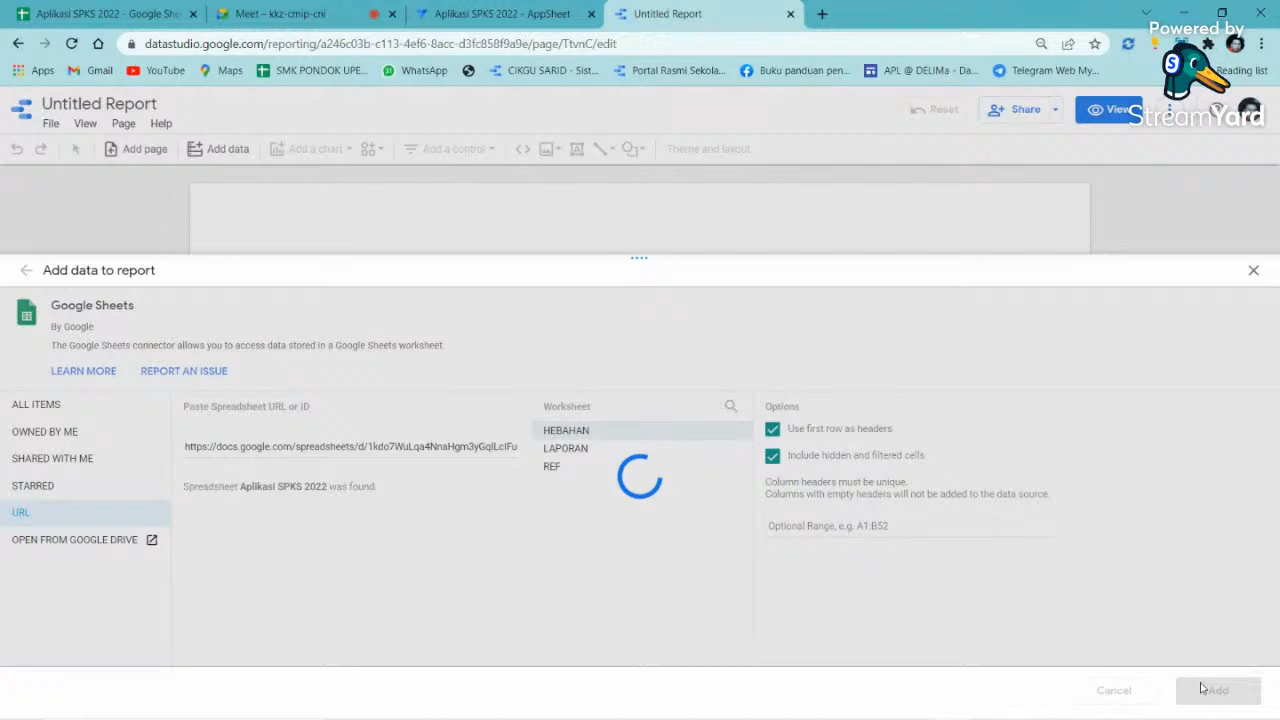 Aplikasi SPKS 2022 - Google She
Meet – kkz-cmip-cni
Aplikasi SPKS 2022 - AppSheet
Untitled Report
Powered by
datastudio.google.com/reporting/a246c03b-c113-4ef6-8acc-d3fc858f9a9e/page/TtvnC/edit
Apps
Gmail
YouTube
Maps
SMK PONDOK UPE...
WhatsApp
CIKGU SARID - Sist...
Portal Rasmi Sekola...
Buku panduan pen...
APL @ DELIMa - Da...
Telegram Web My...
Reading list
StreamYard
Untitled Report
File View Page Help
Reset
Share
View
Add page
Add data
Add a chart
Add a control
Theme and layout
Add data to report
Google Sheets
By Google
The Google Sheets connector allows you to access data stored in a Google Sheets worksheet.
LEARN MORE
REPORT AN ISSUE
ALL ITEMS
OWNED BY ME
SHARED WITH ME
STARRED
URL
OPEN FROM GOOGLE DRIVE
Paste Spreadsheet URL or ID
https://docs.google.com/spreadsheets/d/1kdo7WuLqa4NnaHgm3yGqlLclFu
Spreadsheet Aplikasi SPKS 2022 was found.
Worksheet
HEBAHAN
LAPORAN
REF
Options
Use first row as headers
Include hidden and filtered cells
Column headers must be unique.
Columns with empty headers will not be added to the data source.
Optional Range, e.g. A1:B52
Cancel
Add